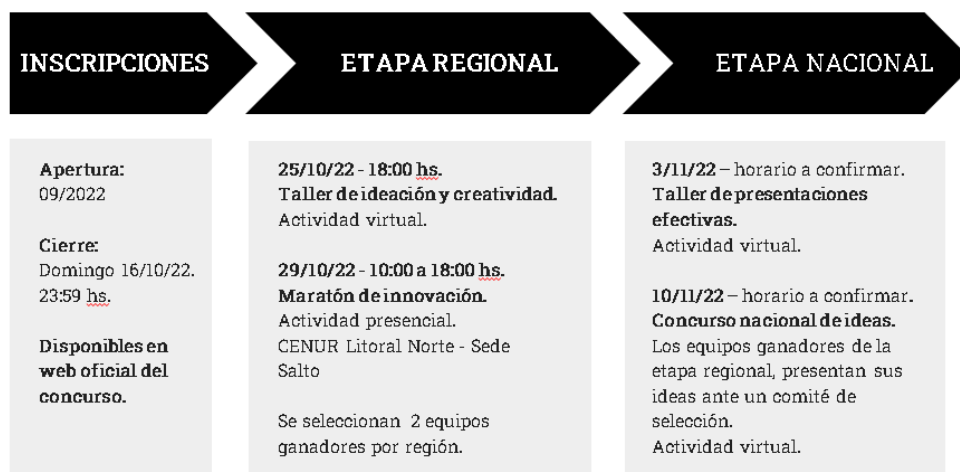 INSCRIPCIONES
ETAPA REGIONAL
ETAPA NACIONAL
Apertura:
09/2022
Cierre:
Domingo 16/10/22.
23:59 hs.
Disponibles en
web oficial del
concurso.
25/10/22 - 18:00 hs.
Taller de ideación y creatividad.
Actividad virtual.
29/10/22 - 10:00 a 18:00 hs.
Maratón de innovación.
Actividad presencial.
CENUR Litoral Norte - Sede
Salto
Se seleccionan 2 equipos
ganadores por región.
3/11/22 – horario a confirmar.
Taller de presentaciones
efectivas.
Actividad virtual.
10/11/22 – horario a confirmar.
Concurso nacional de ideas.
Los equipos ganadores de la
etapa regional, presentan sus
ideas ante un comité de
selección.
Actividad virtual.